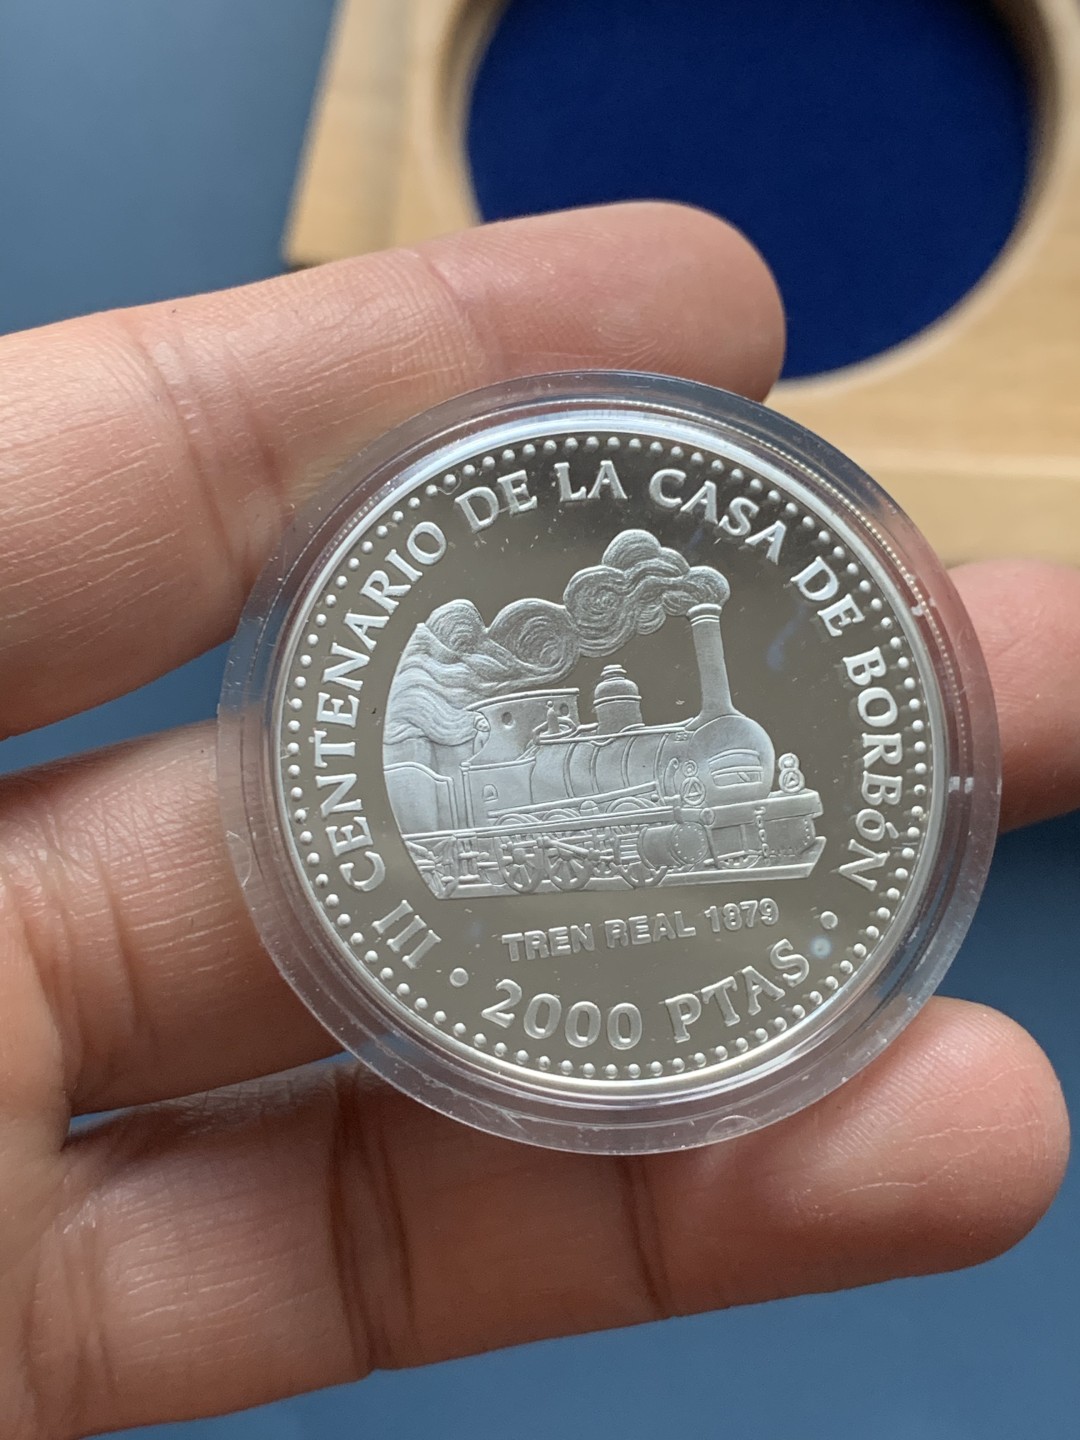 III CENTENARIO DE LA CASA DE BORBÓN
TREN REAL 1879
• 2000 PTAS •